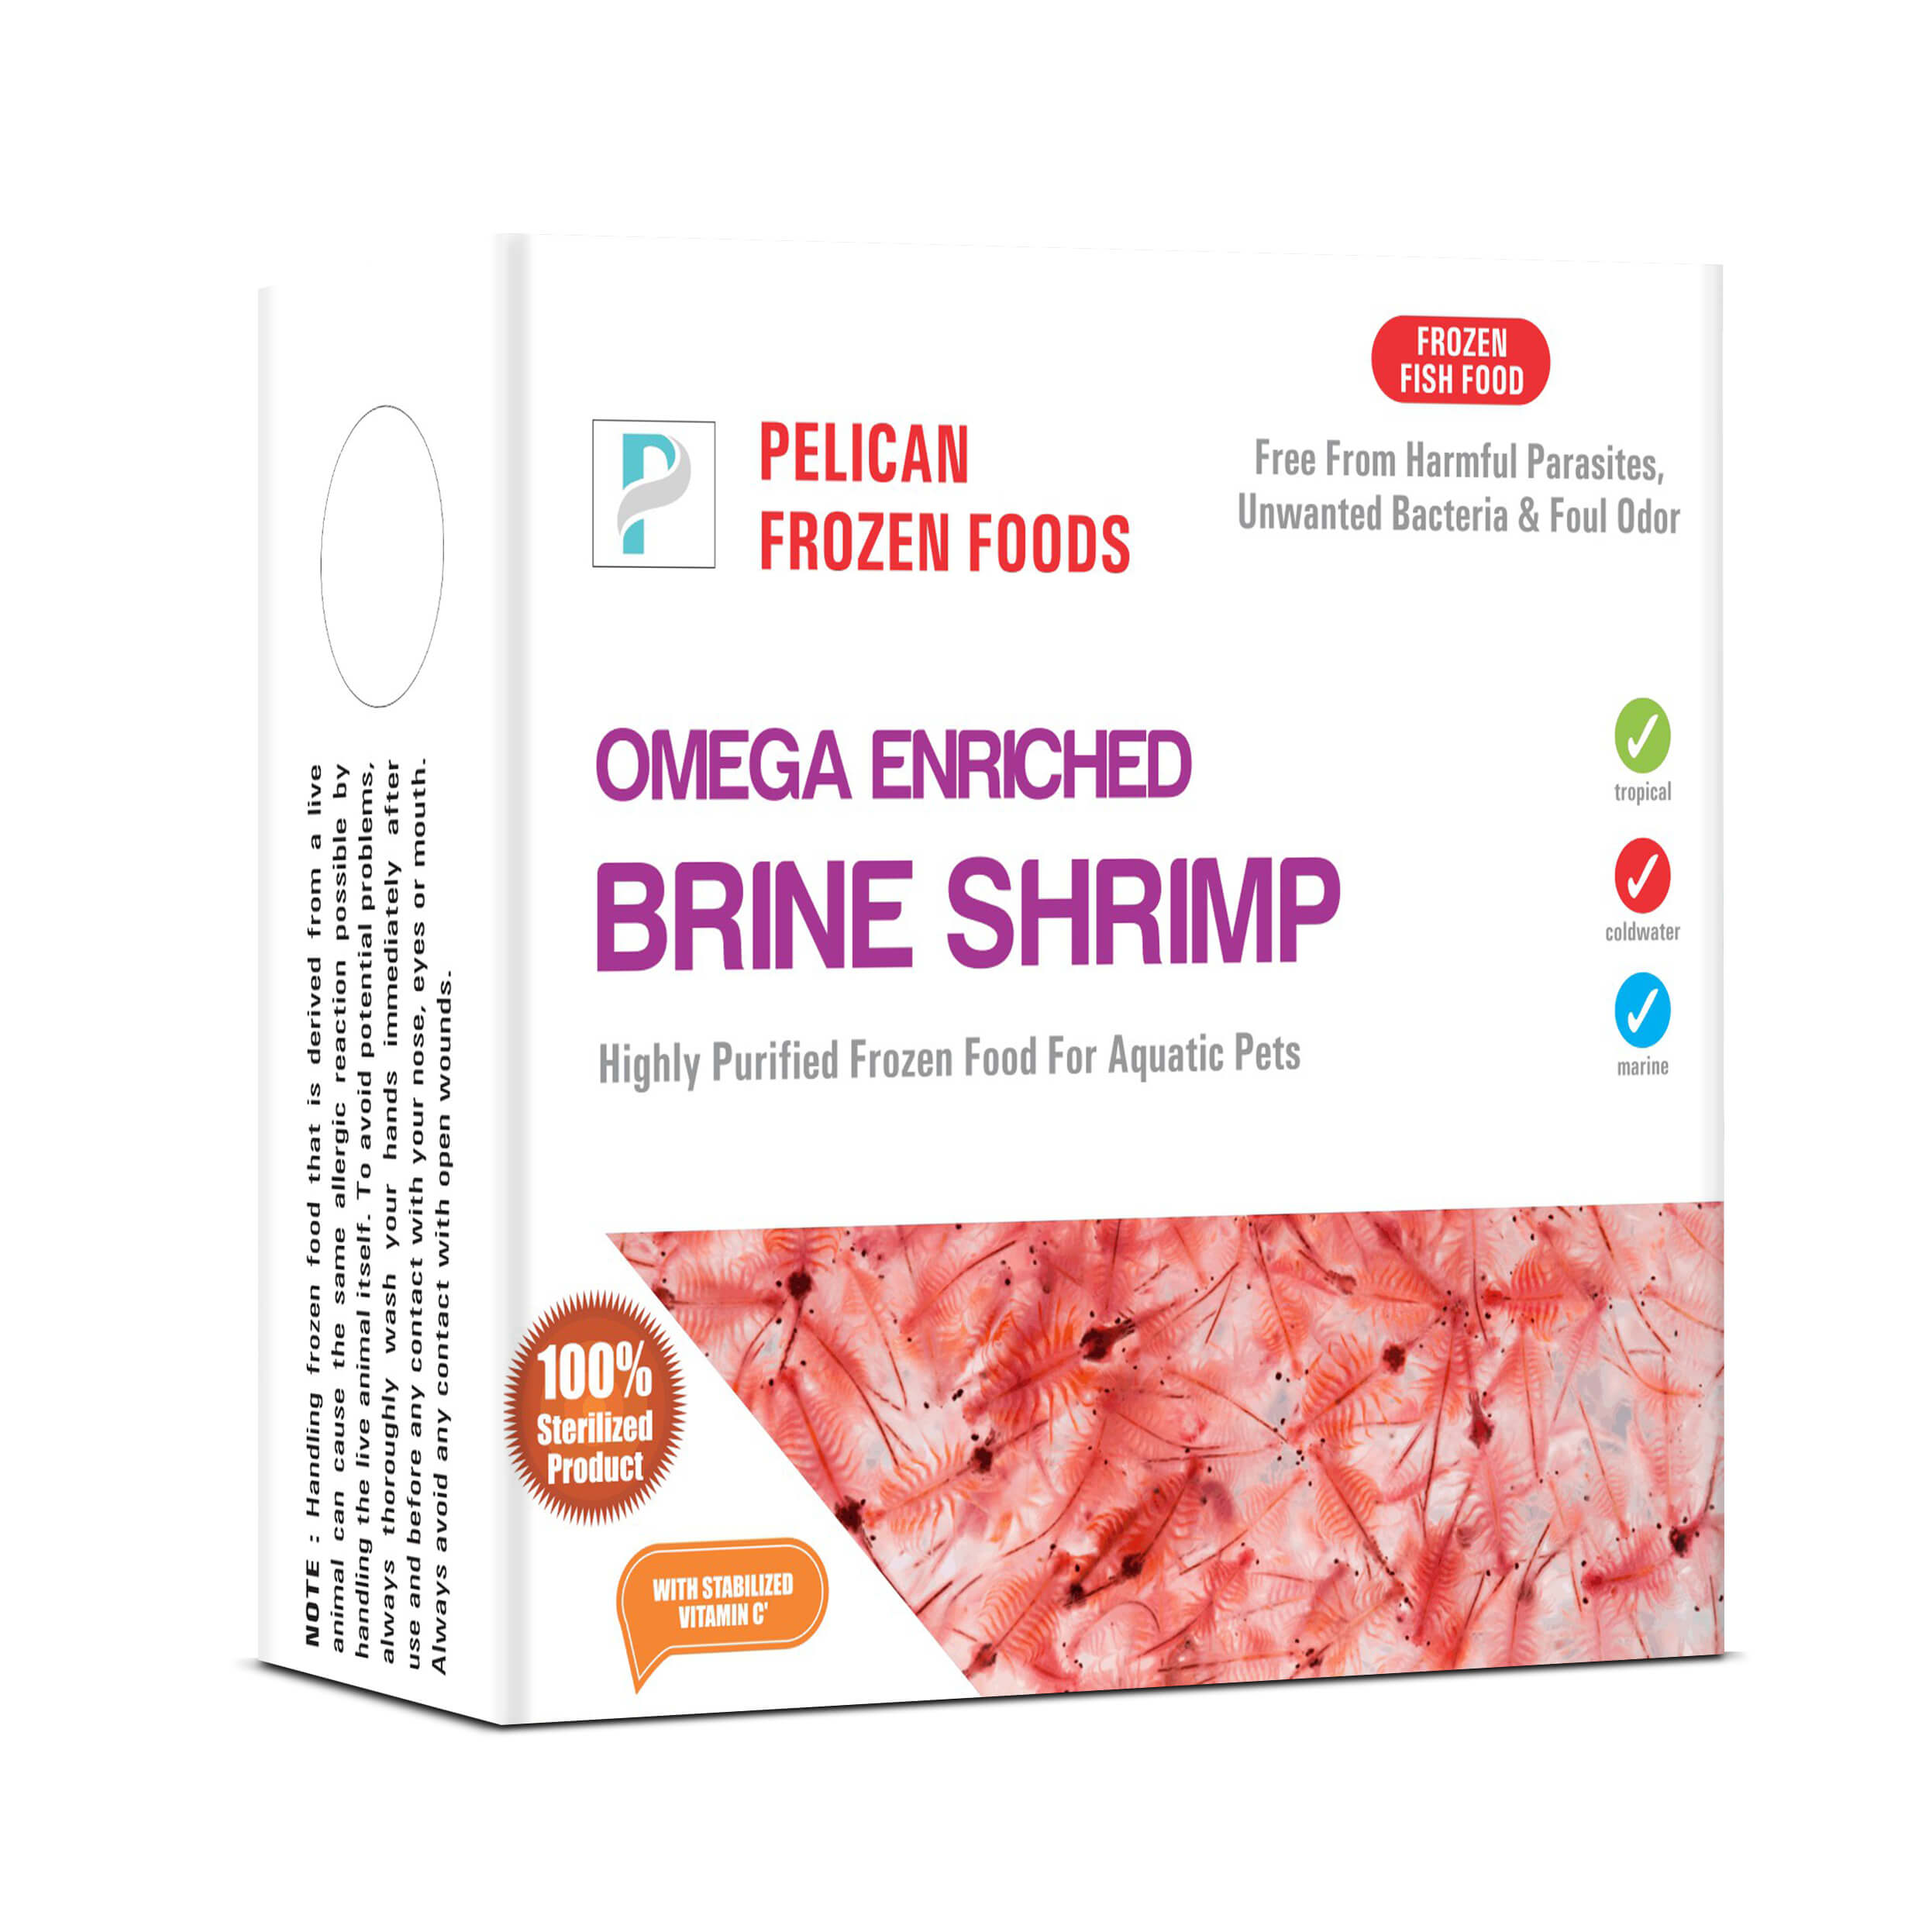 FROZEN
FISH FOOD
Free From Harmful Parasites,
Unwanted Bacteria & Foul Odor
P
PELICAN
FROZEN FOODS
OMEGA ENRICHED
BRINE SHRIMP
Highly Purified Frozen Food For Aquatic Pets
tropical
coldwater
marine
100%
Sterilized
Product
WITH STABILIZED
VITAMIN C'
NOTE : Handling frozen food that is derived from a live
animal can cause the same allergic reaction possible by
handling the live animal itself. To avoid potential problems,
always thoroughly wash your hands immediately after
use and before any contact with your nose, eyes or mouth.
Always avoid any contact with open wounds.